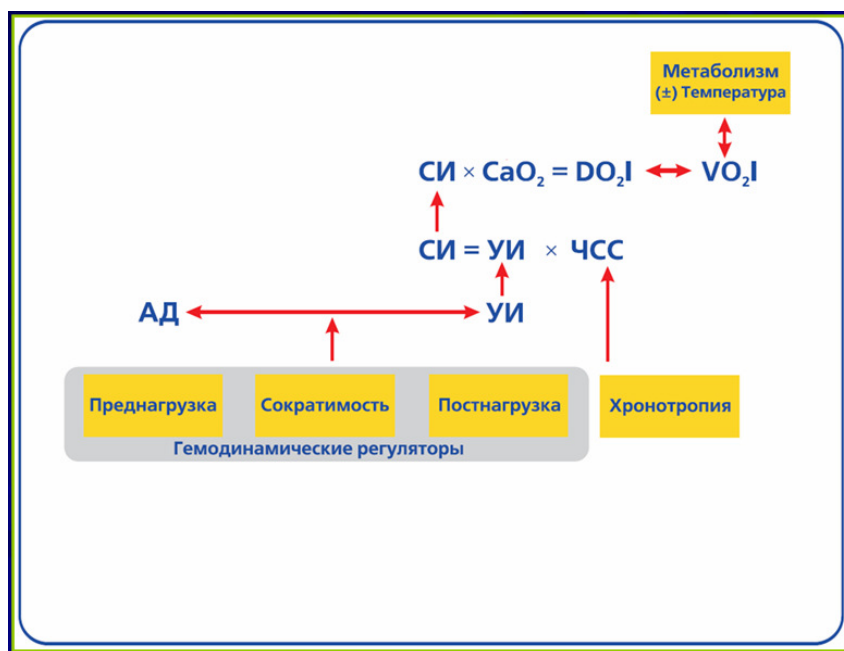 Метаболизм
(±) Температура
СИ × CaO₂ = DO₂I VO₂I
СИ = УИ × ЧСС
АД УИ
Преднагрузка Сократимость Постнагрузка Хронотропия
Гемодинамические регуляторы